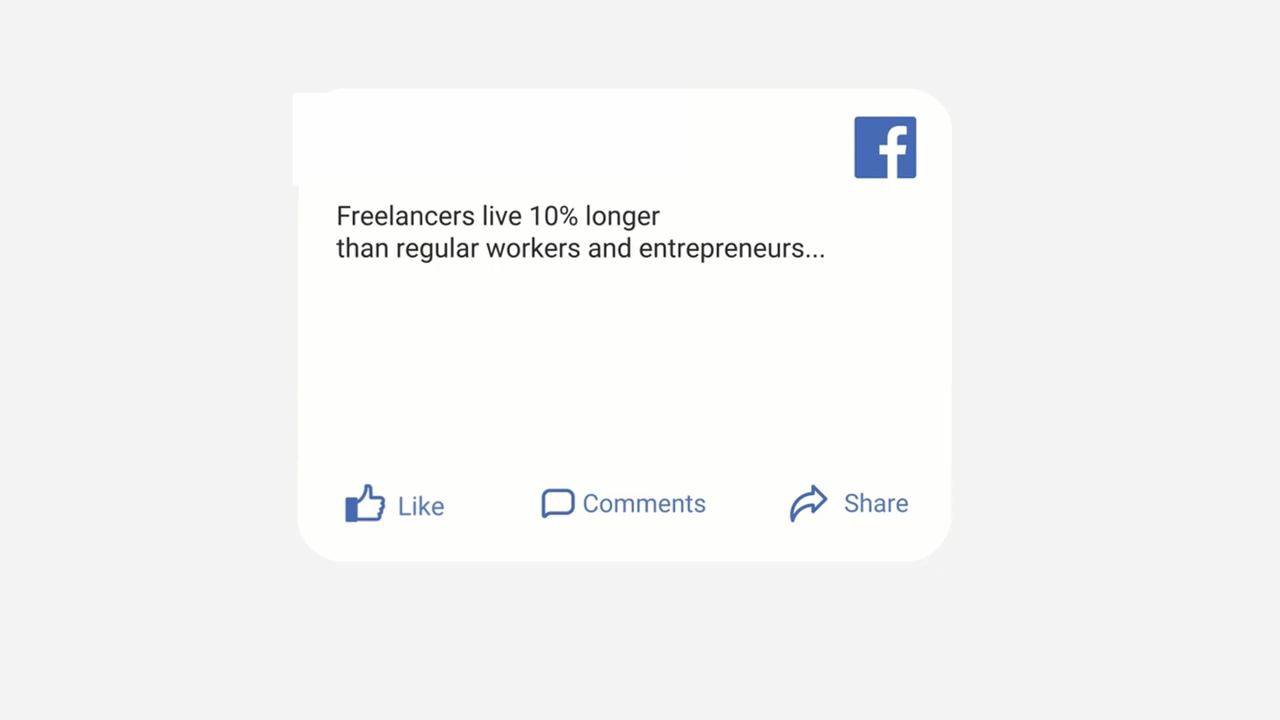 Freelancers live 10% longer
than regular workers and entrepreneurs...
Like Comments Share